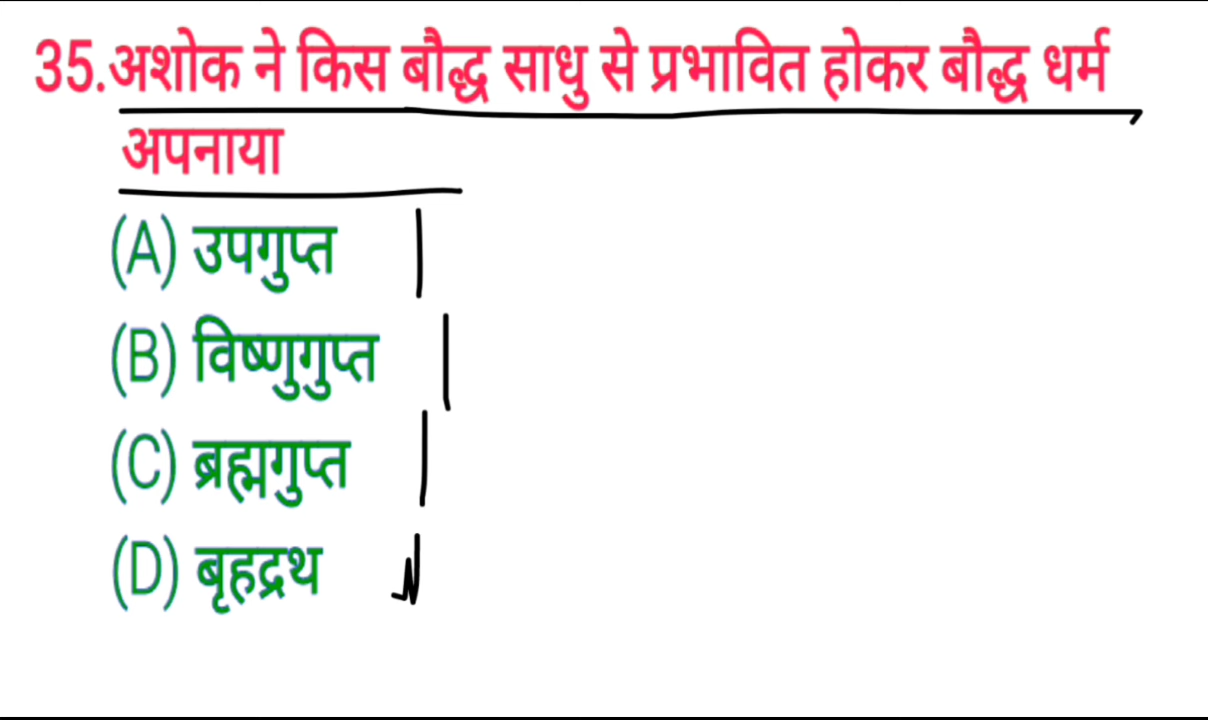 35.अशोक ने किस बौद्ध साधु से प्रभावित होकर बौद्ध धर्म
अपनाया
(A) उपगुप्त |
(B) विष्णुगुप्त |
(C) ब्रह्मगुप्त |
(D) बृहद्रथ